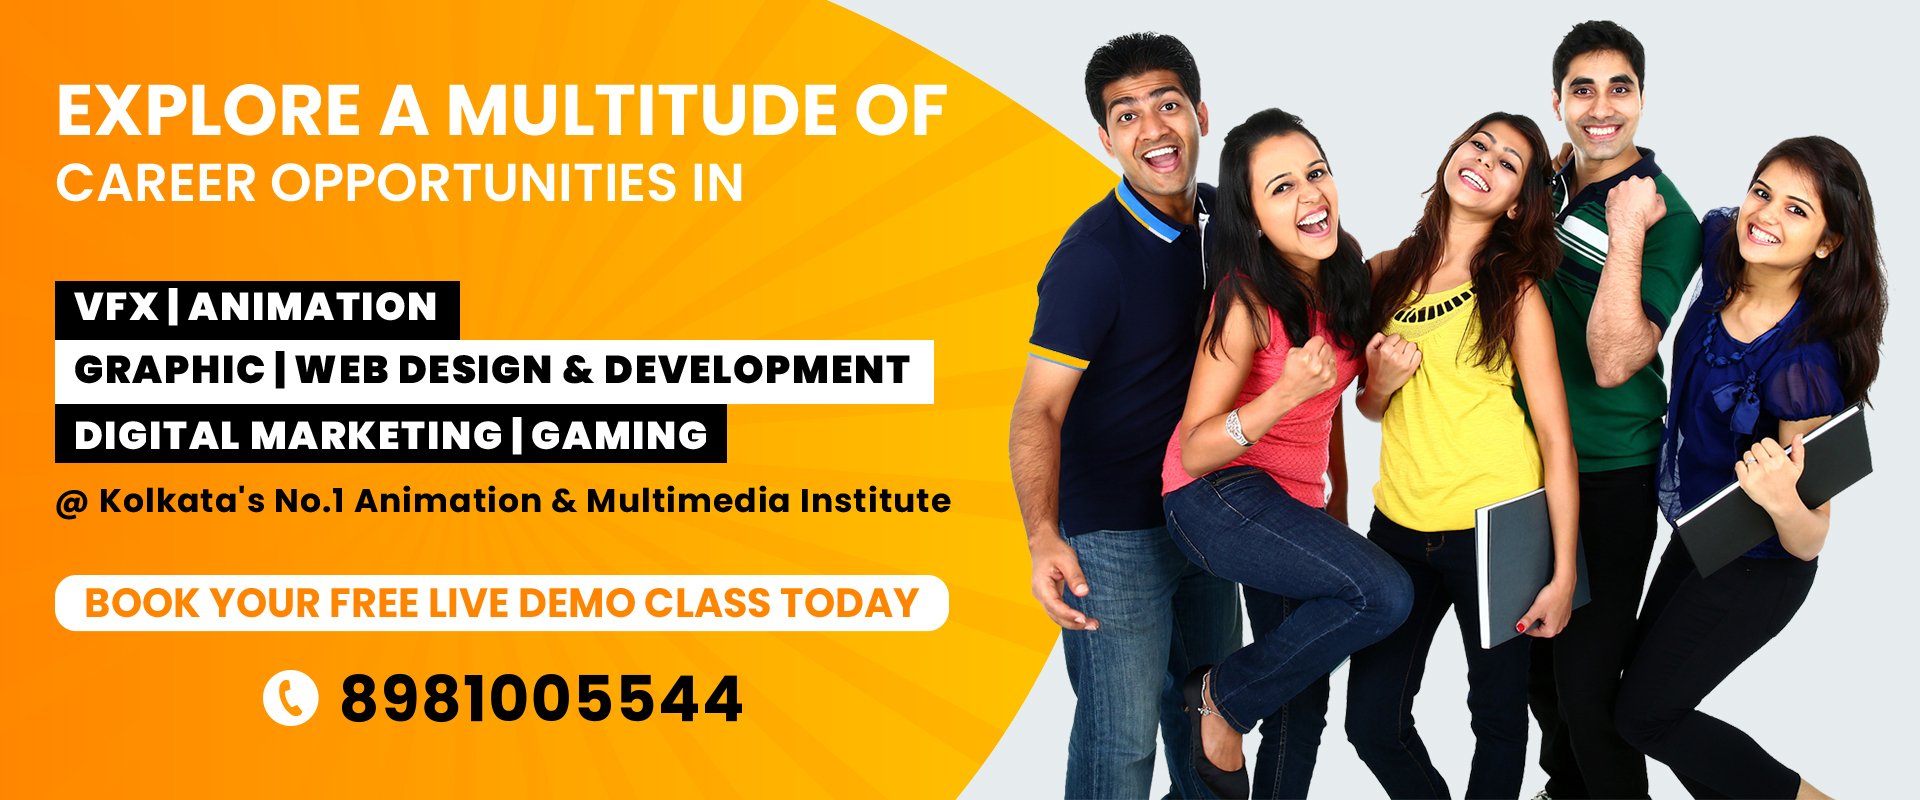 EXPLORE A MULTITUDE OF
CAREER OPPORTUNITIES IN
VFX | ANIMATION
GRAPHIC | WEB DESIGN & DEVELOPMENT
DIGITAL MARKETING | GAMING
@ Kolkata's No.1 Animation & Multimedia Institute
BOOK YOUR FREE LIVE DEMO CLASS TODAY
8981005544